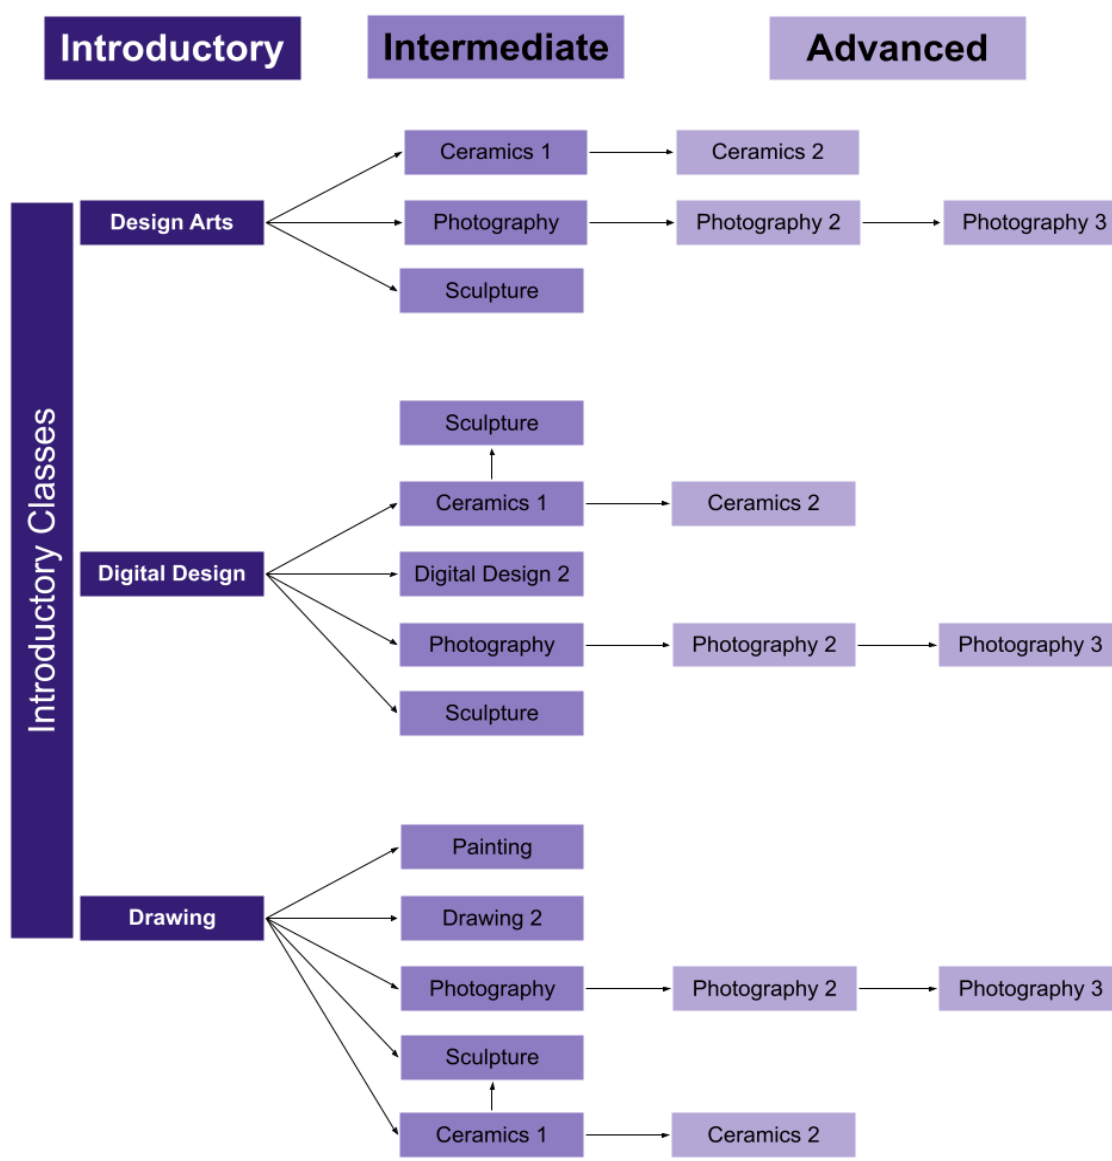 Introductory
Intermediate
Advanced
Introductory Classes
Design Arts
Ceramics 1
Ceramics 2
Photography
Photography 2
Photography 3
Sculpture
Digital Design
Sculpture
Ceramics 1
Ceramics 2
Digital Design 2
Photography
Photography 2
Photography 3
Sculpture
Drawing
Painting
Drawing 2
Photography
Photography 2
Photography 3
Sculpture
Ceramics 1
Ceramics 2